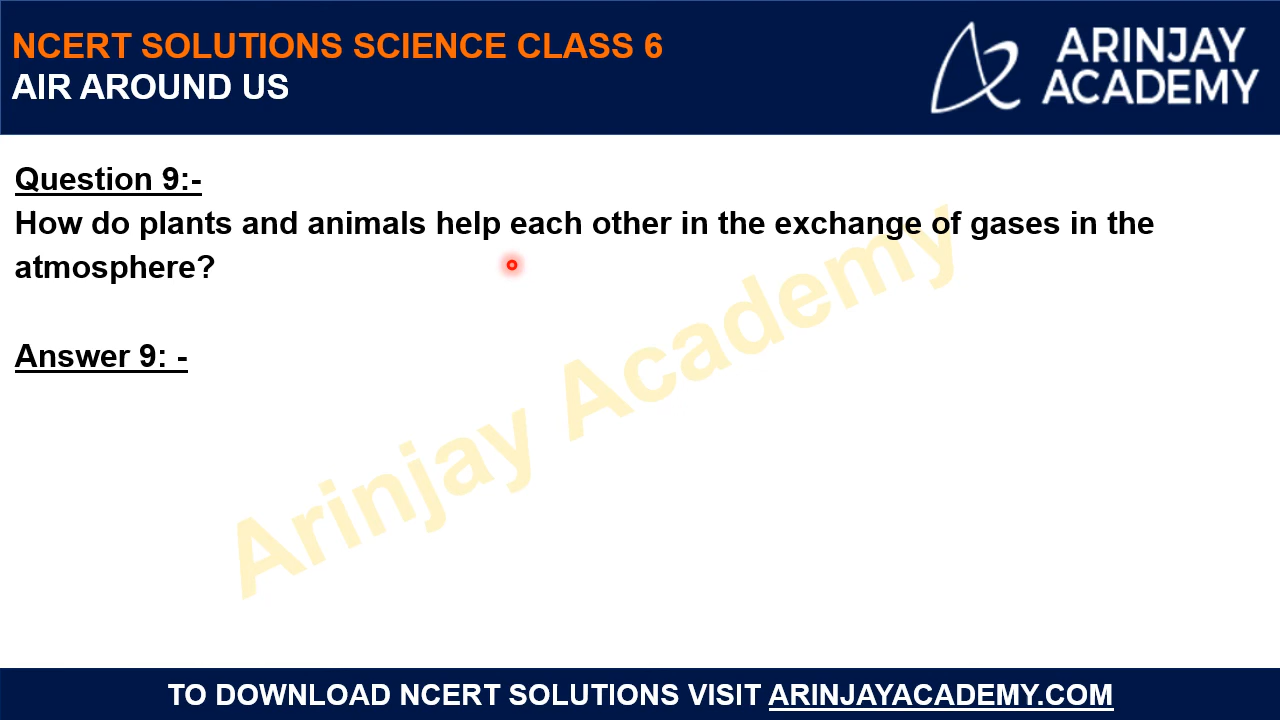 NCERT SOLUTIONS SCIENCE CLASS 6
AIR AROUND US
ARINJAY
ACADEMY
Question 9:-
How do plants and animals help each other in the exchange of gases in the
atmosphere?
Answer 9: -
Arinjay Academy
TO DOWNLOAD NCERT SOLUTIONS VISIT ARINJAYACADEMY.COM